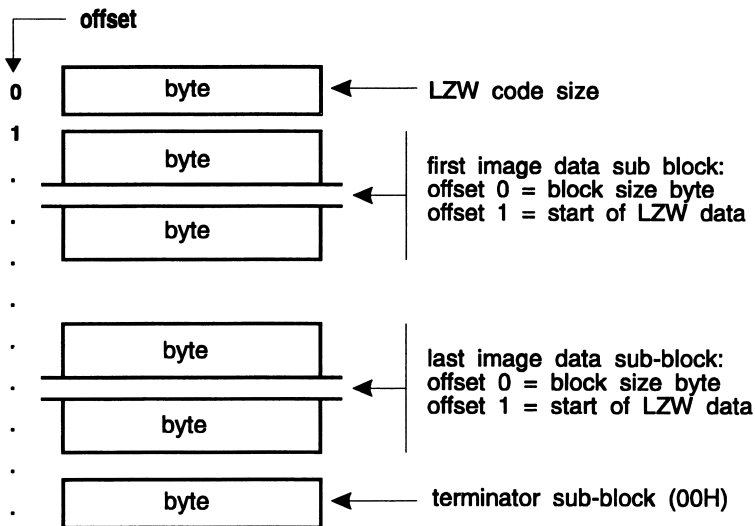 offset
0
byte
LZW code size
1
byte
first image data sub block:
offset 0 = block size byte
offset 1 = start of LZW data
byte
byte
last image data sub-block:
offset 0 = block size byte
offset 1 = start of LZW data
byte
byte
terminator sub-block (00H)